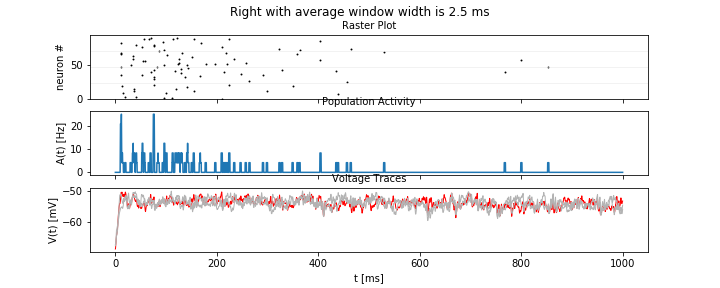 Right with average window width is 2.5 ms
Raster Plot
neuron #
50
0
Population Activity
A(t) [Hz]
20
10
0
Voltage Traces
V(t) [mV]
−50
−60
0 200 400 600 800 1000
t [ms]